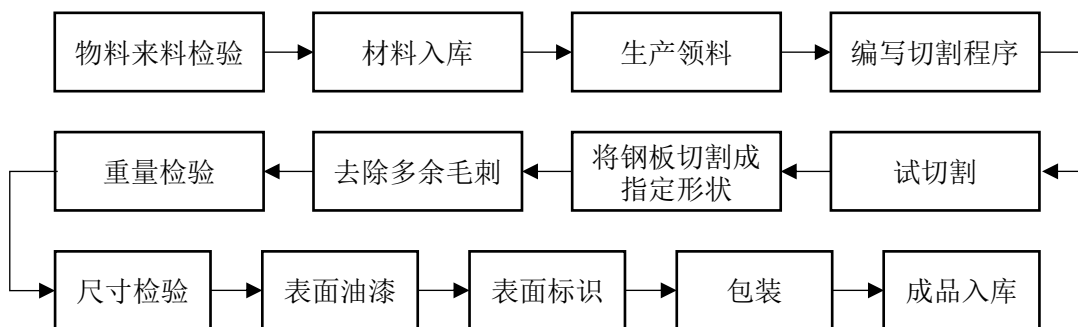 物料来料检验
材料入库
生产领料
编写切割程序
重量检验
去除多余毛刺
将钢板切割成
指定形状
试切割
尺寸检验
表面油漆
表面标识
包装
成品入库